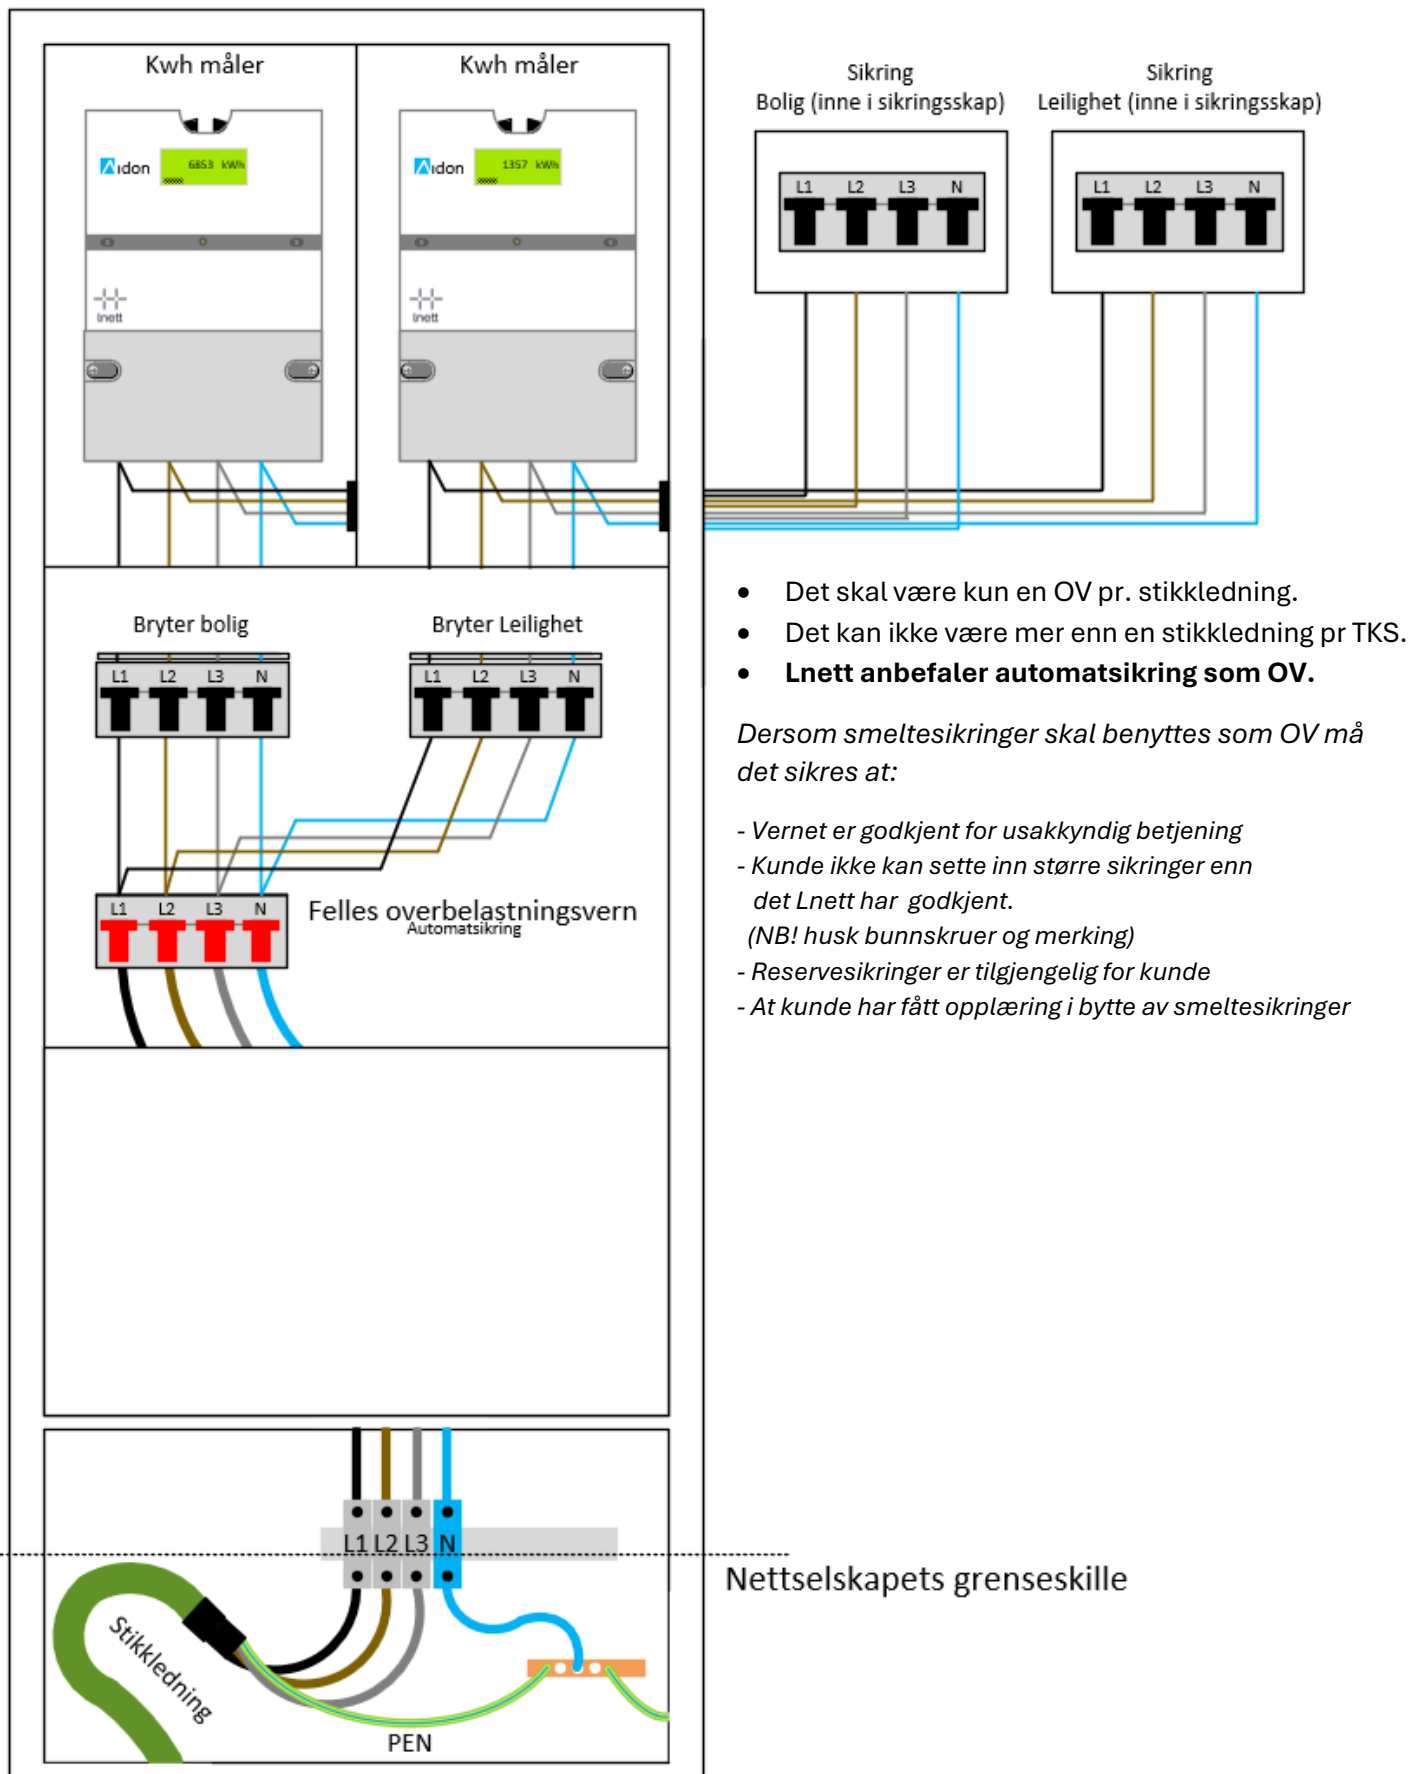 Kwh måler
Kwh måler
Aidon
6853 kWh
Aidon
1357 kWh
lnett
lnett
Sikring
Bolig (inne i sikringsskap)
L1 L2 L3 N
Sikring
Leilighet (inne i sikringsskap)
L1 L2 L3 N
• Det skal være kun en OV pr. stikkledning.
• Det kan ikke være mer enn en stikkledning pr TKS.
• Lnett anbefaler automatsikring som OV.
Dersom smeltesikringer skal benyttes som OV må
det sikres at:
- Vernet er godkjent for usakkyndig betjening
- Kunde ikke kan sette inn større sikringer enn
det Lnett har godkjent.
(NB! husk bunnskruer og merking)
- Reservesikringer er tilgjengelig for kunde
- At kunde har fått opplæring i bytte av smeltesikringer
Bryter bolig
L1 L2 L3 N
Bryter Leilighet
L1 L2 L3 N
L1 L2 L3 N
Felles overbelastningsvern
Automatsikring
L1 L2 L3 N
Nettselskapets grenseskille
Stikkledning
PEN